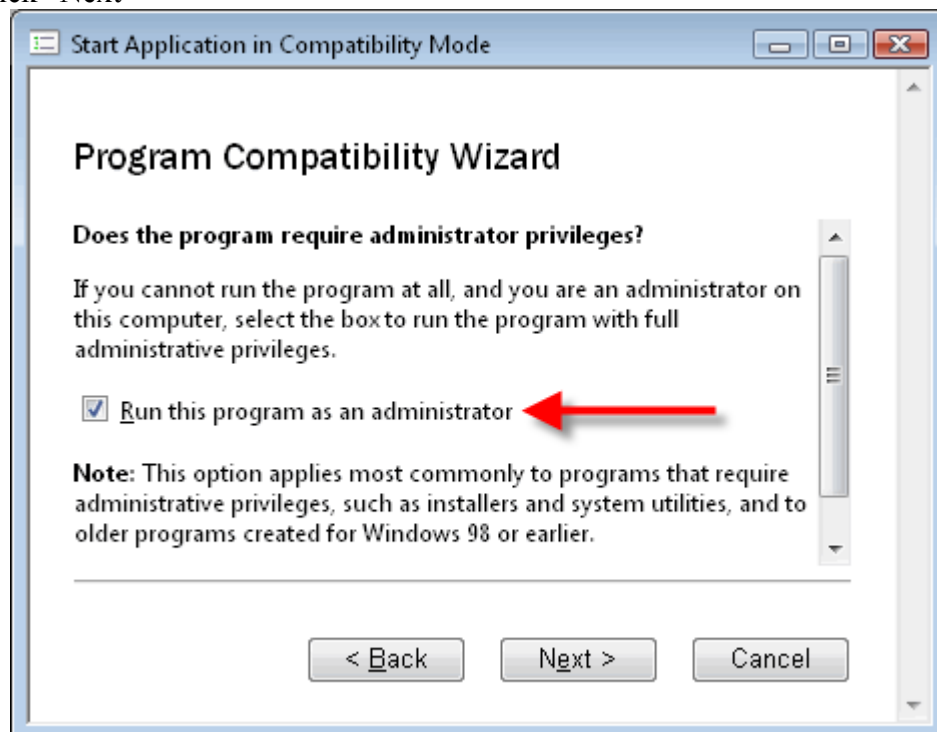 Next
Start Application in Compatibility Mode
Program Compatibility Wizard
Does the program require administrator privileges?
If you cannot run the program at all, and you are an administrator on
this computer, select the box to run the program with full
administrative privileges.
Run this program as an administrator
Note: This option applies most commonly to programs that require
administrative privileges, such as installers and system utilities, and to
older programs created for Windows 98 or earlier.
< Back
Next >
Cancel